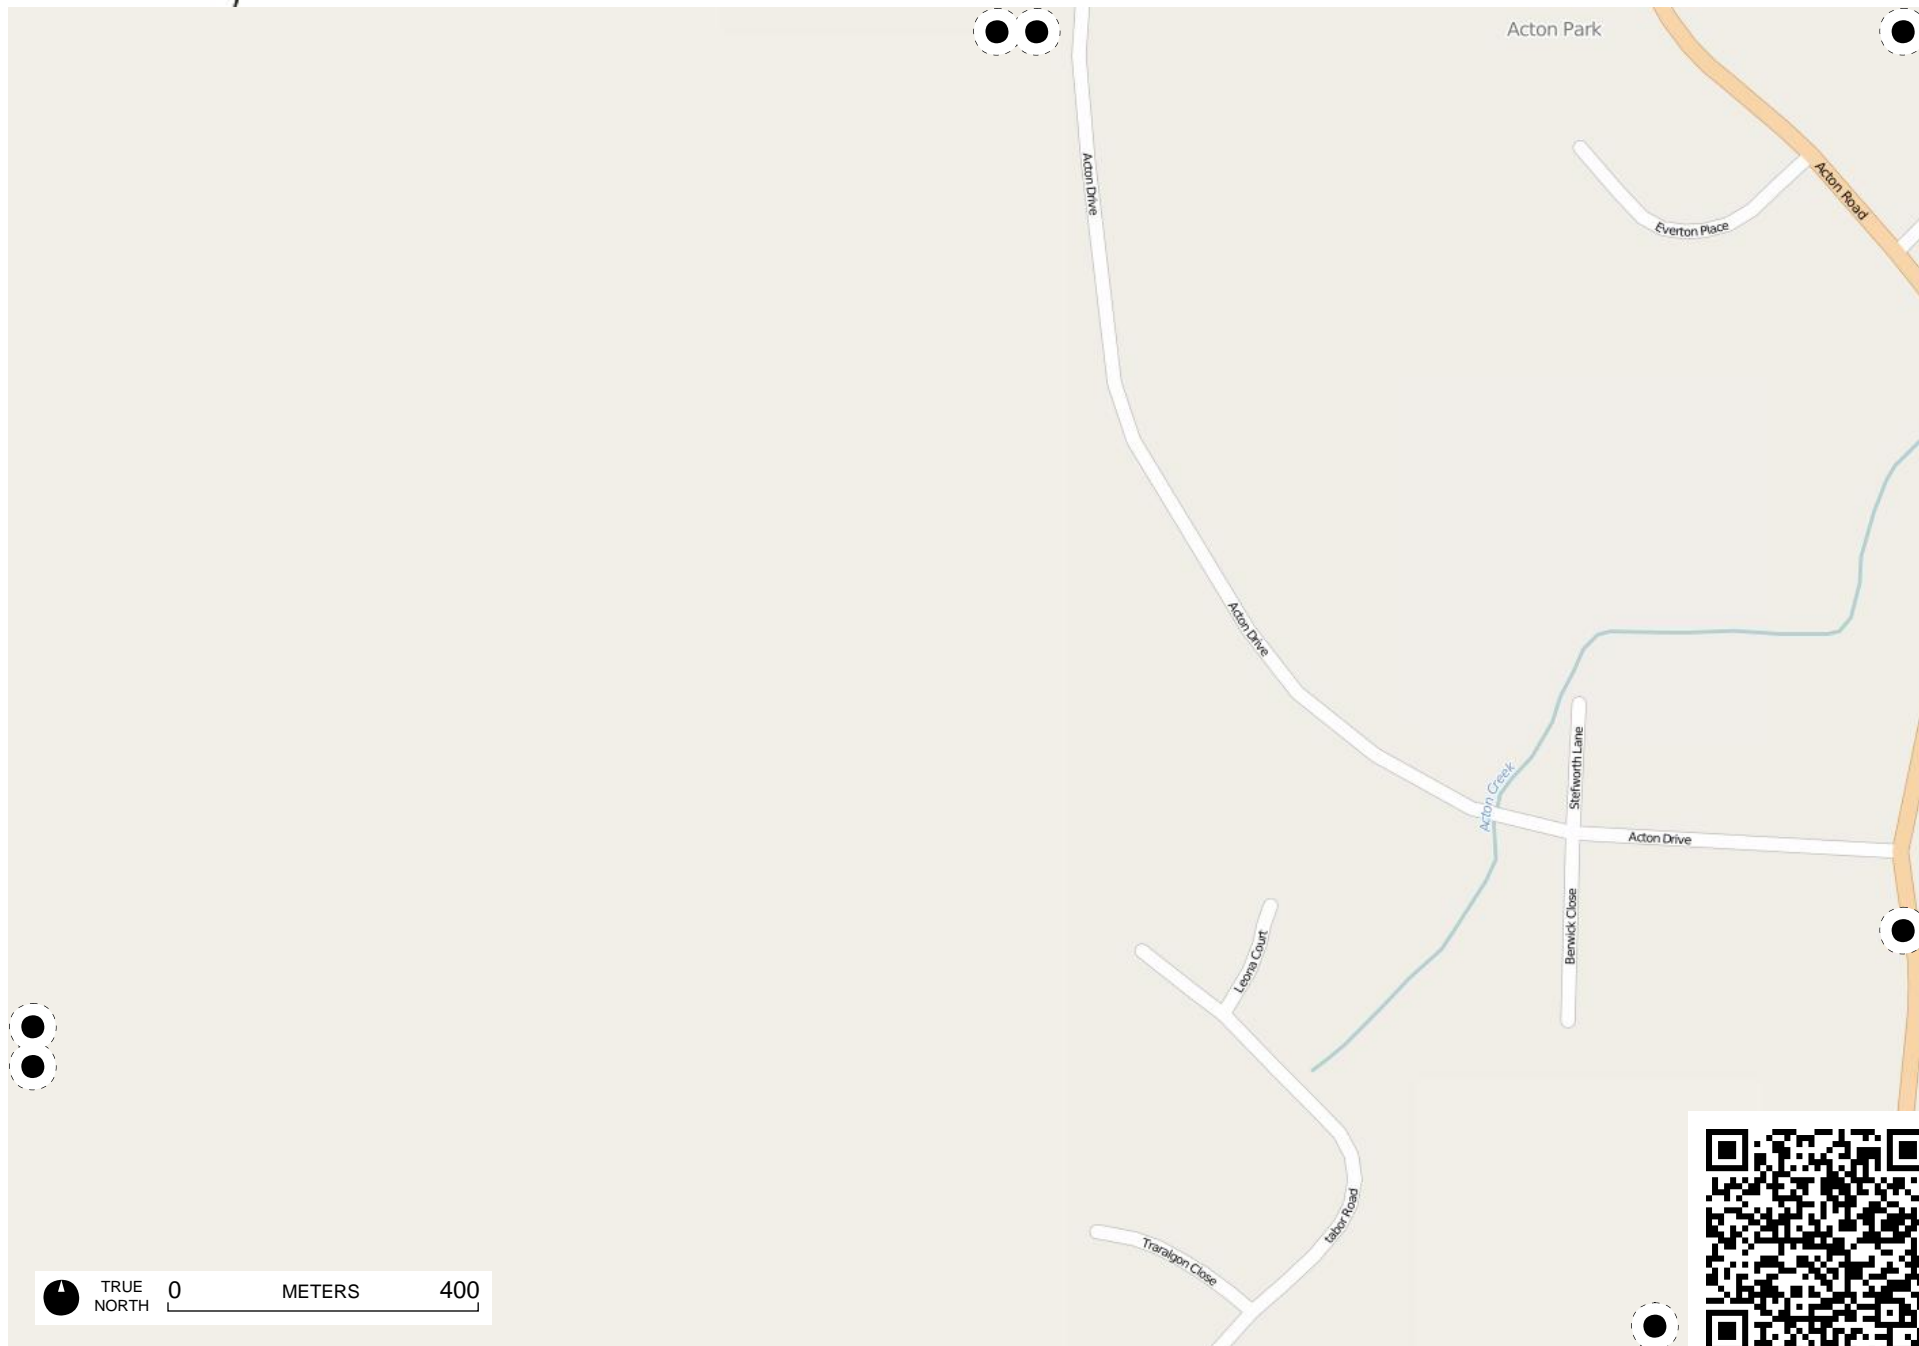 Acton Park
Acton Drive
Acton Road
Everton Place
Acton Drive
Stefworth Lane
Acton Creek
Acton Drive
Berwick Close
Leona Court
tabor Road
Traralgon Close
TRUE
NORTH
0 METERS 400